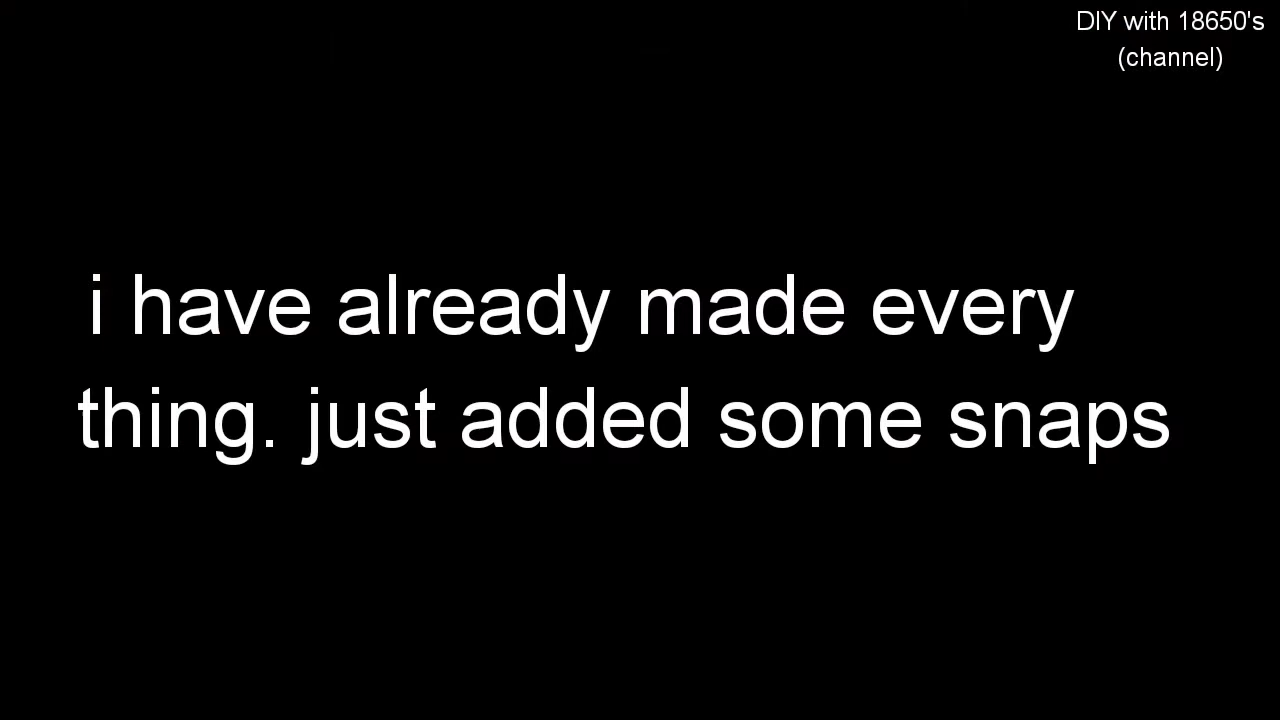 DIY with 18650's
(channel)
i have already made every
thing. just added some snaps